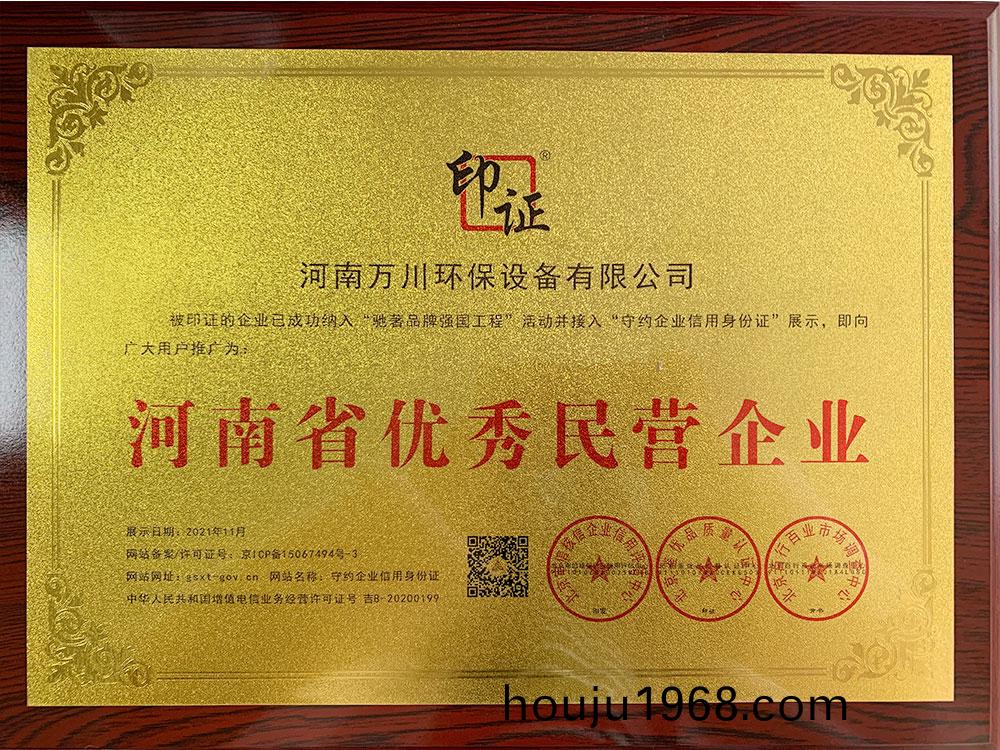 印证®
河南万川环保设备有限公司
被印证的企业已成功纳入“驰著品牌强国工程”活动并接入“守约企业信用身份证”展示，即向
广大用户推广为：
河南省优秀民营企业
展示日期：2021年11月
网站备案/许可证号：京ICP备15067494号-3
网站网址：gsxt-gov.cn 网站名称：守约企业信用身份证
中华人民共和国增值电信业务经营许可证号 吉B-20200199
houju1968.com